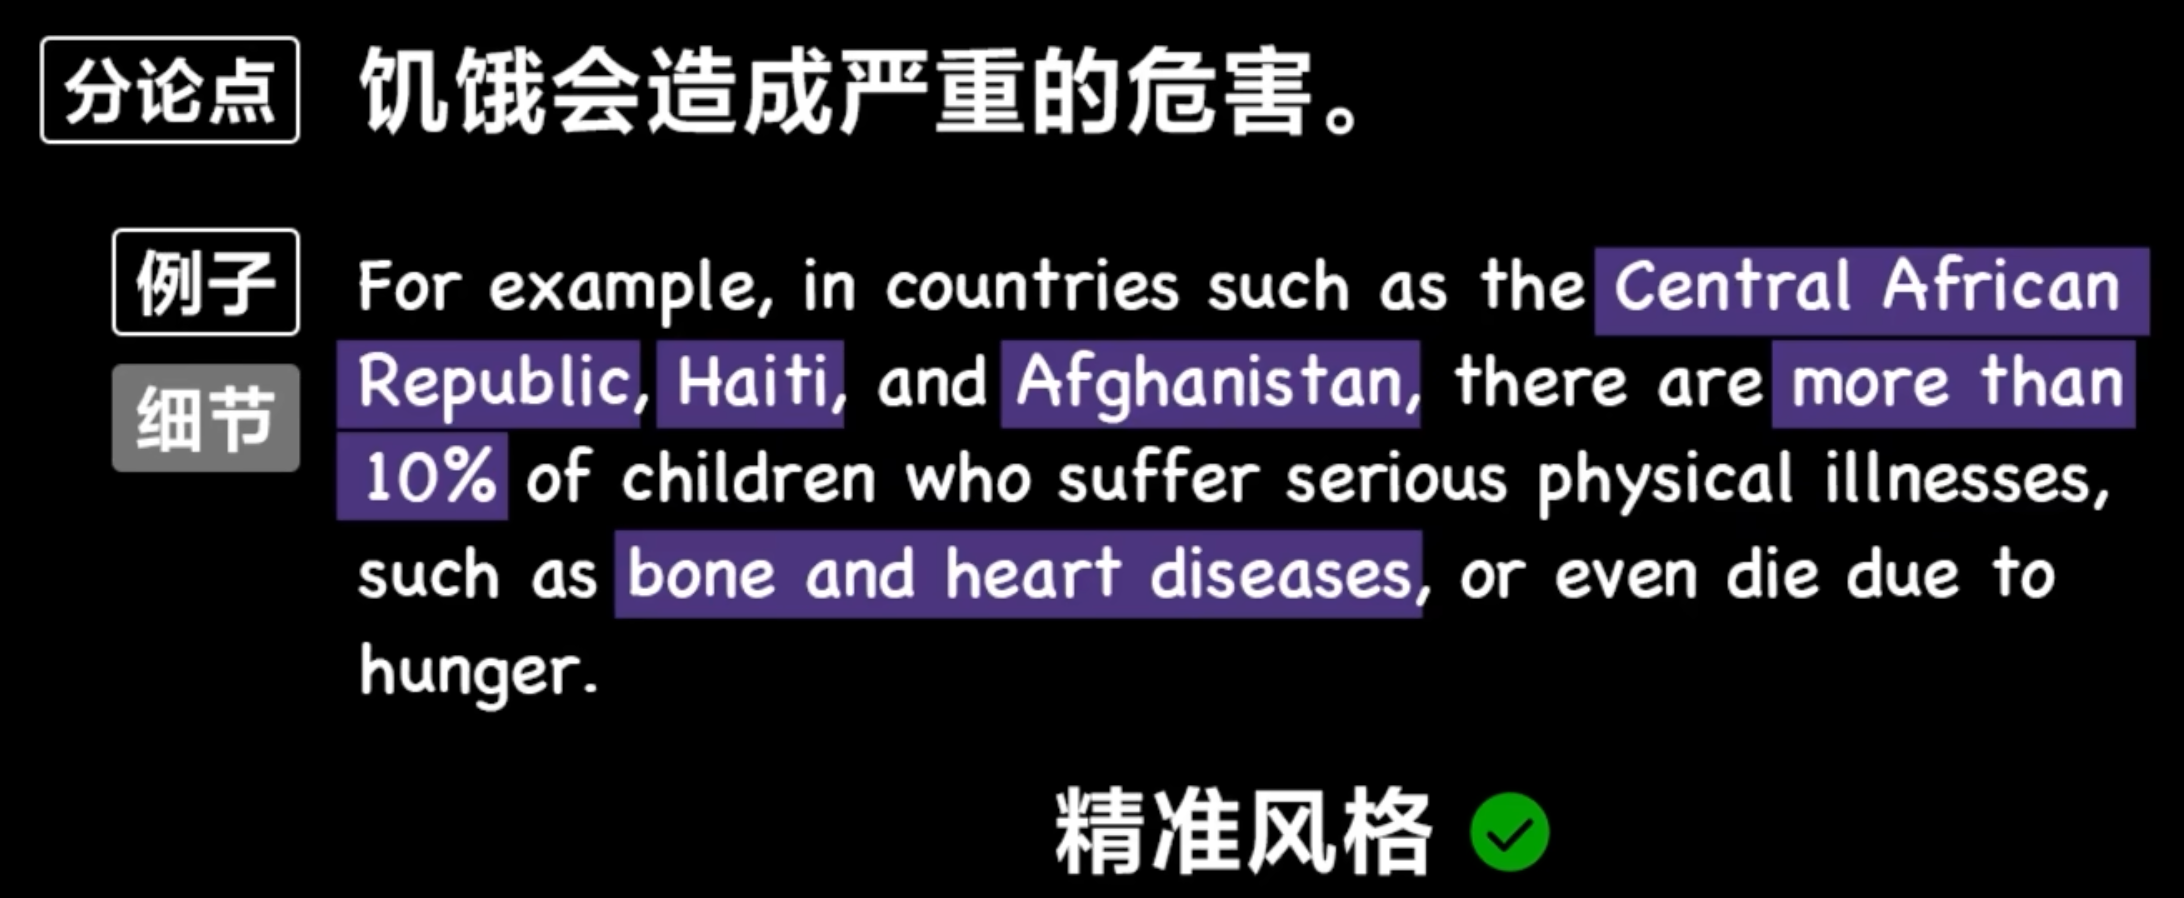 分论点 饥饿会造成严重的危害。
例子 For example, in countries such as the Central African
Republic, Haiti, and Afghanistan, there are more than
细节
10% of children who suffer serious physical illnesses,
such as bone and heart diseases, or even die due to
hunger.
精准风格